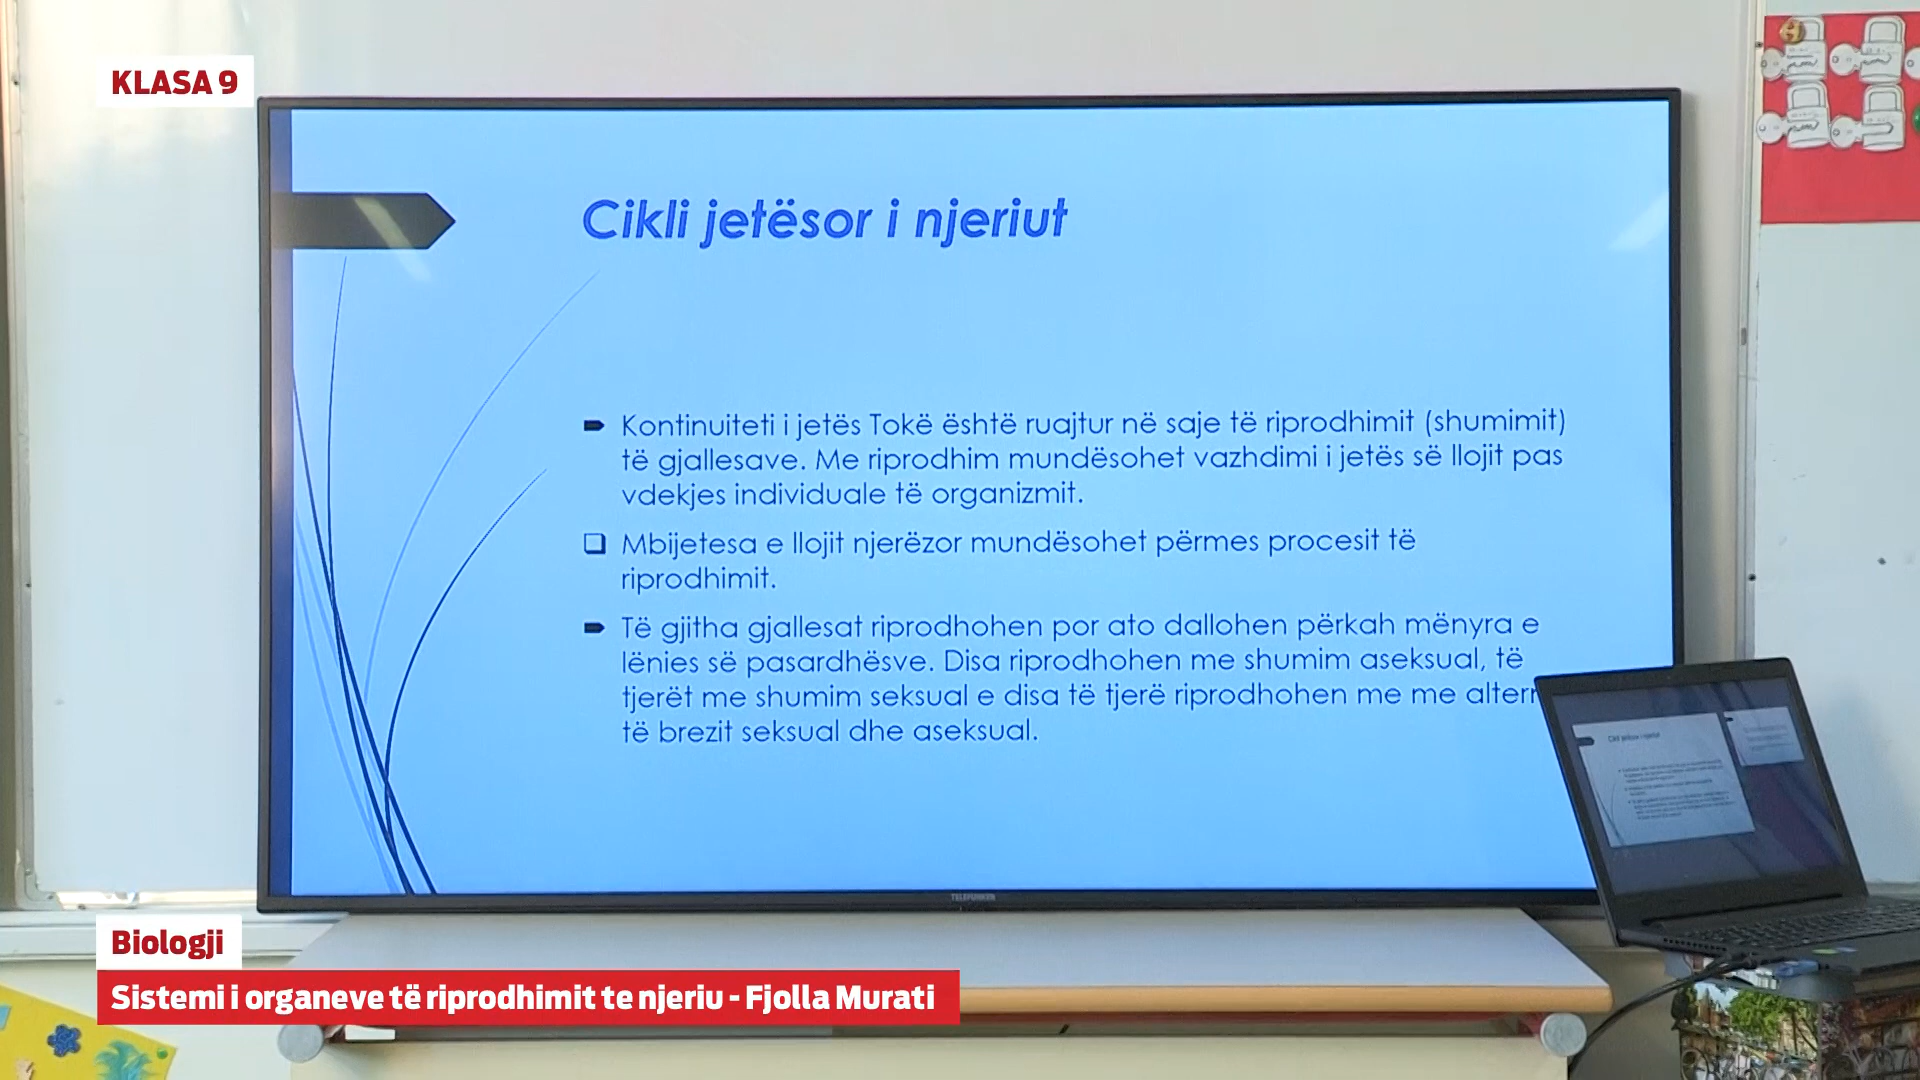 KLASA 9
Cikli jetësor i njeriut
Kontinuiteti i jetës Tokë është ruajtur në saje të riprodhimit (shumimit)
të gjallesave. Me riprodhim mundësohet vazhdimi i jetës së llojit pas
vdekjes individuale të organizmit.
Mbijetesa e llojit njerëzor mundësohet përmes procesit të
riprodhimit.
Të gjitha gjallesat riprodhohen por ato dallohen përkah mënyra e
lënies së pasardhësve. Disa riprodhohen me shumim aseksual, të
tjerët me shumim seksual e disa të tjerë riprodhohen me me altern
të brezit seksual dhe aseksual.
TELEFUNKEN
Biologji
Sistemi i organeve të riprodhimit te njeriu - Fjolla Murati